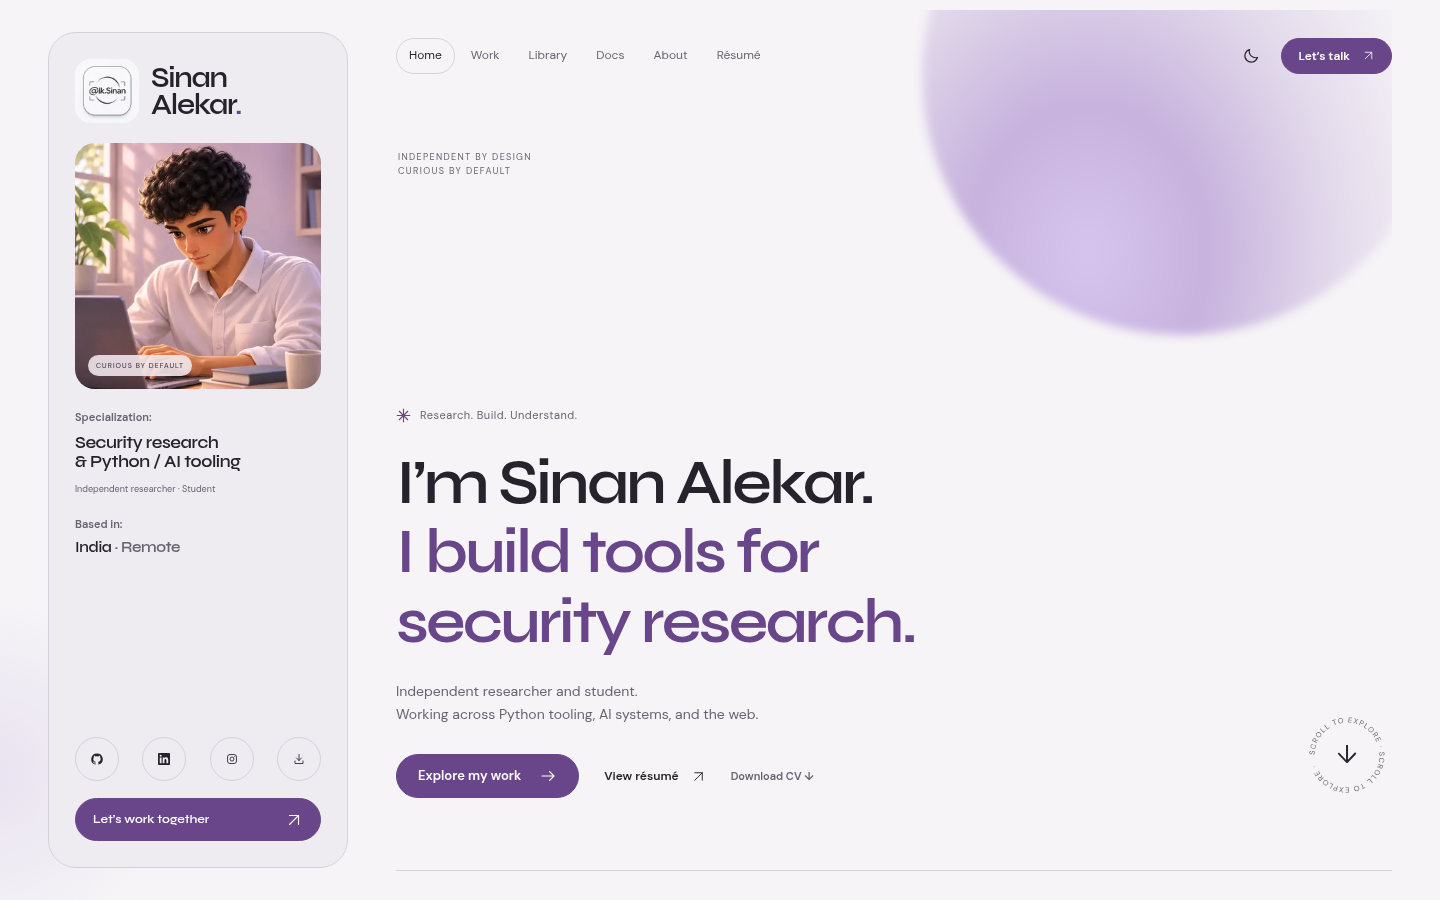 @Ik.Sinan
Sinan
Alekar.
CURIOUS BY DEFAULT
Specialization:
Security research
& Python / AI tooling
Independent researcher · Student
Based in:
India · Remote
Let's work together
Home
Work
Library
Docs
About
Résumé
Let's talk
INDEPENDENT BY DESIGN
CURIOUS BY DEFAULT
Research. Build. Understand.
I'm Sinan Alekar.
I build tools for
security research.
Independent researcher and student.
Working across Python tooling, AI systems, and the web.
Explore my work
View résumé
Download CV
SCROLL TO EXPLORE · SCROLL TO EXPLORE ·